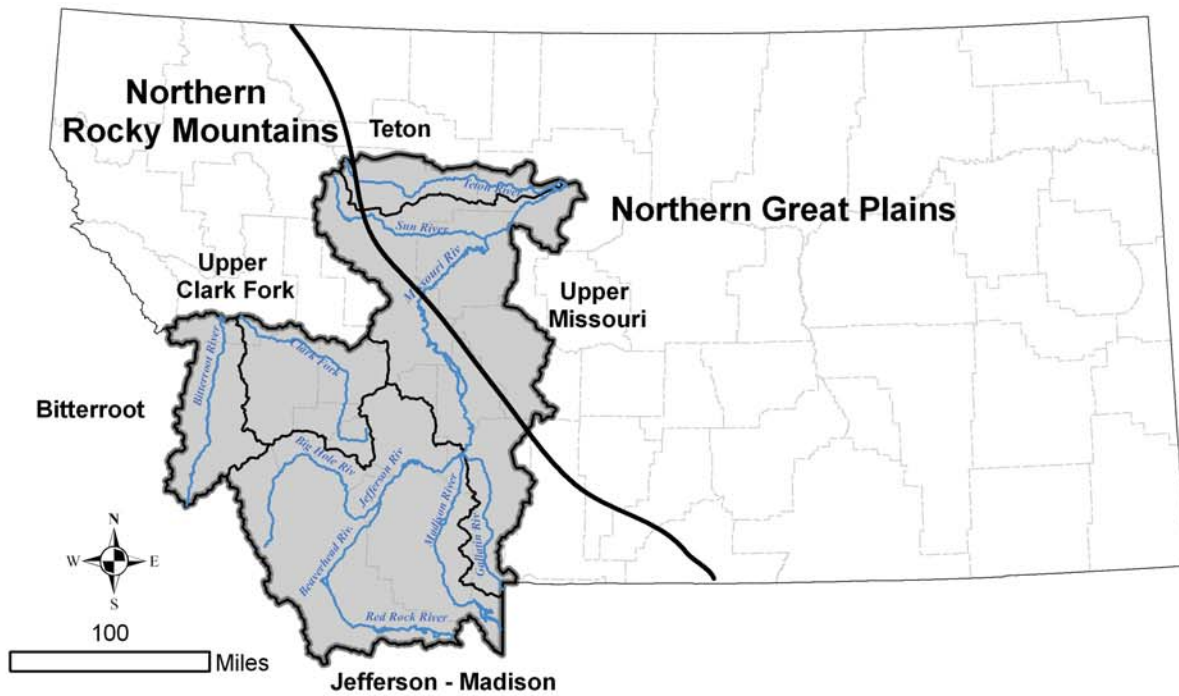 Northern
Rocky Mountains
Teton
Teton River
Northern Great Plains
Sun River
Missouri Riv
Upper
Clark Fork
Upper
Missouri
Clark Fork
Bitterroot River
Bitterroot
Big Hole Riv
Jefferson Riv
Madison River
Gallatin Riv
Beaverhead Riv.
Red Rock River
N
W
E
S
100
Miles
Jefferson - Madison